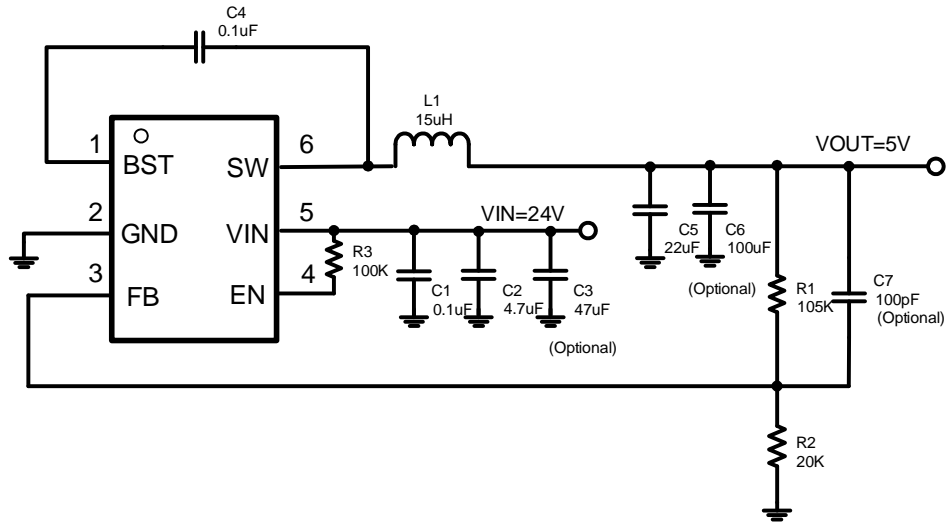 C4
0.1uF
L1
15uH
1
BST
6
SW
VOUT=5V
2
GND
5
VIN
VIN=24V
3
FB
4
EN
R3
100K
C1
0.1uF
C2
4.7uF
C3
47uF
(Optional)
C5
22uF
C6
100uF
(Optional)
R1
105K
C7
100pF
(Optional)
R2
20K